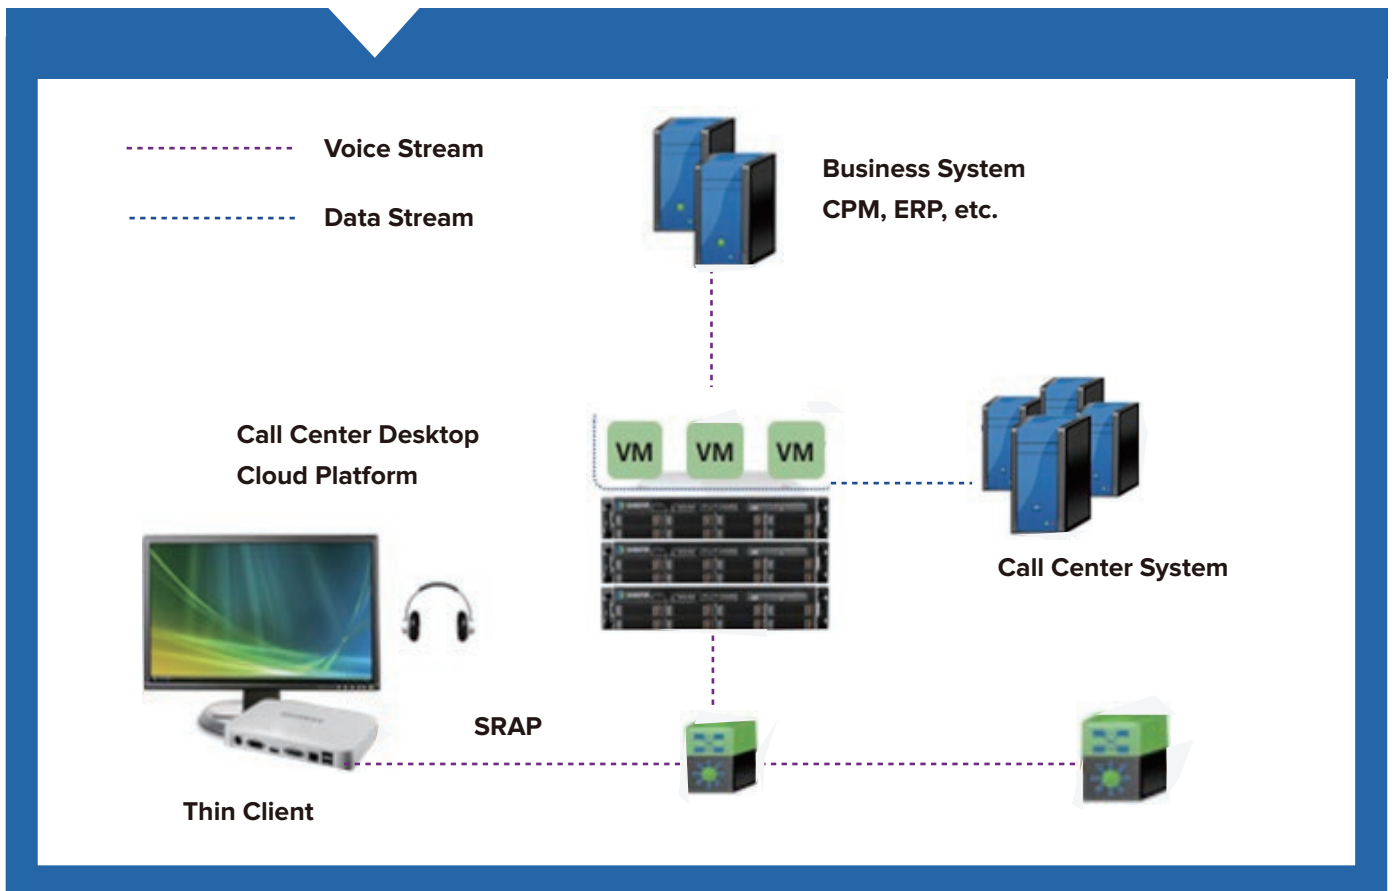 Voice Stream
Data Stream
Business System
CPM, ERP, etc.
Call Center Desktop
Cloud Platform
VM VM VM
Call Center System
SRAP
Thin Client